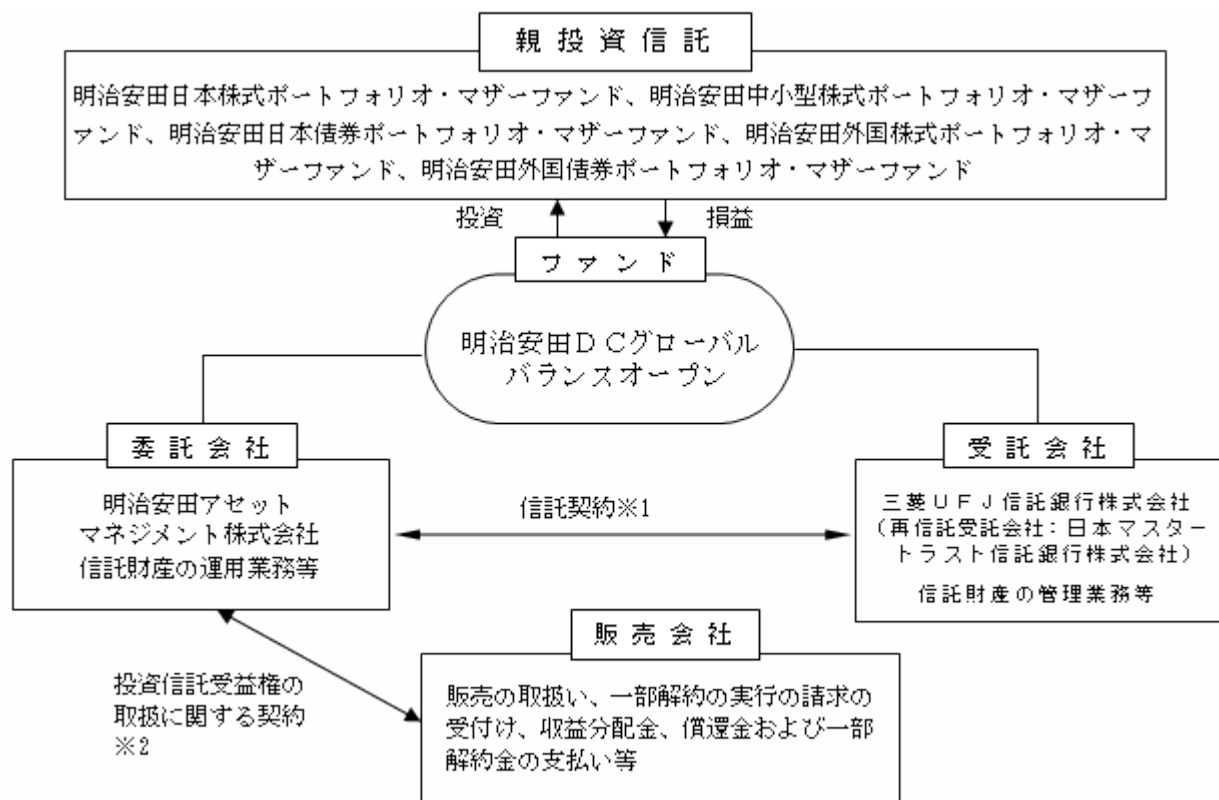 親投資信託
明治安田日本株式ポートフォリオ・マザーファンド、明治安田中小型株式ポートフォリオ・マザーフ
ァンド、明治安田日本債券ポートフォリオ・マザーファンド、明治安田外国株式ポートフォリオ・マ
ザーファンド、明治安田外国債券ポートフォリオ・マザーファンド
投資
損益
ファンド
明治安田DCグローバル
バランスオープン
委託会社
明治安田アセット
マネジメント株式会社
信託財産の運用業務等
信託契約※1
受託会社
三菱UFJ信託銀行株式会社
(再信託受託会社:日本マスター
トラスト信託銀行株式会社)
信託財産の管理業務等
投資信託受益権の
取扱に関する契約
※2
販売会社
販売の取扱い、一部解約の実行の請求の
受付け、収益分配金、償還金および一部
解約金の支払い等